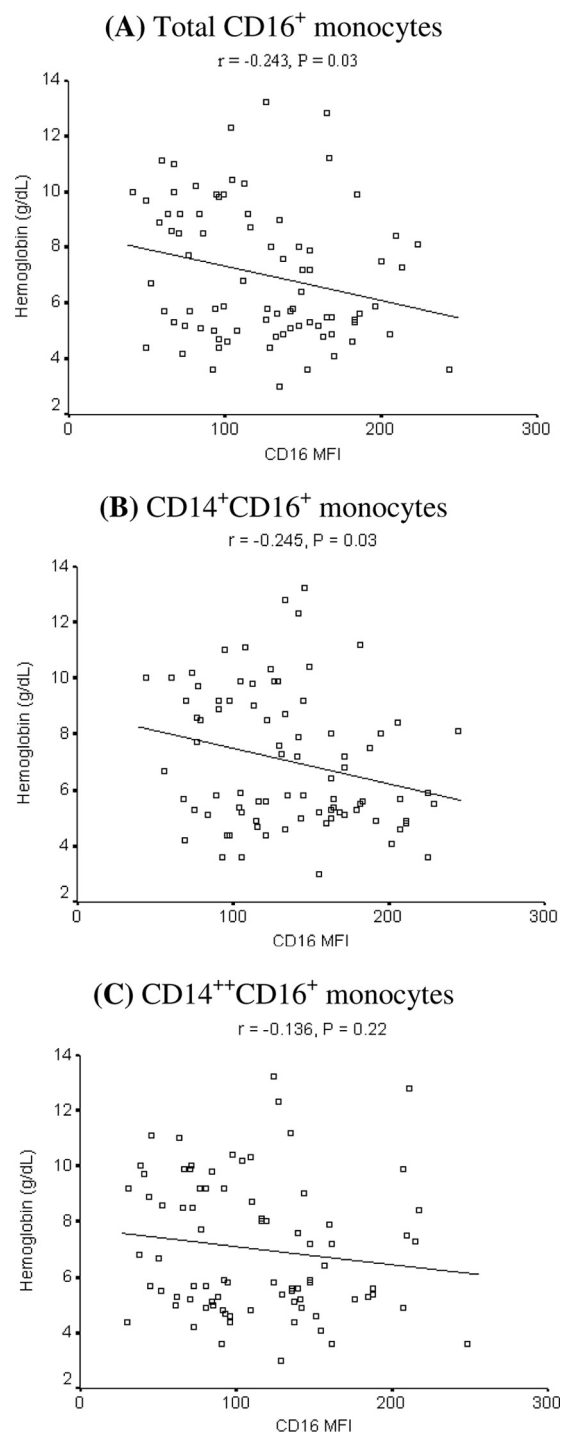 (A) Total CD16⁺ monocytes
r = -0.243, P = 0.03
14
12
10
8
6
4
2
Hemoglobin (g/dL)
0
100
200
300
CD16 MFI
(B) CD14⁺CD16⁺ monocytes
r = -0.245, P = 0.03
14
12
10
8
6
4
2
Hemoglobin (g/dL)
0
100
200
300
CD16 MFI
(C) CD14⁺⁺CD16⁺ monocytes
r = -0.136, P = 0.22
14
12
10
8
6
4
2
Hemoglobin (g/dL)
0
100
200
300
CD16 MFI